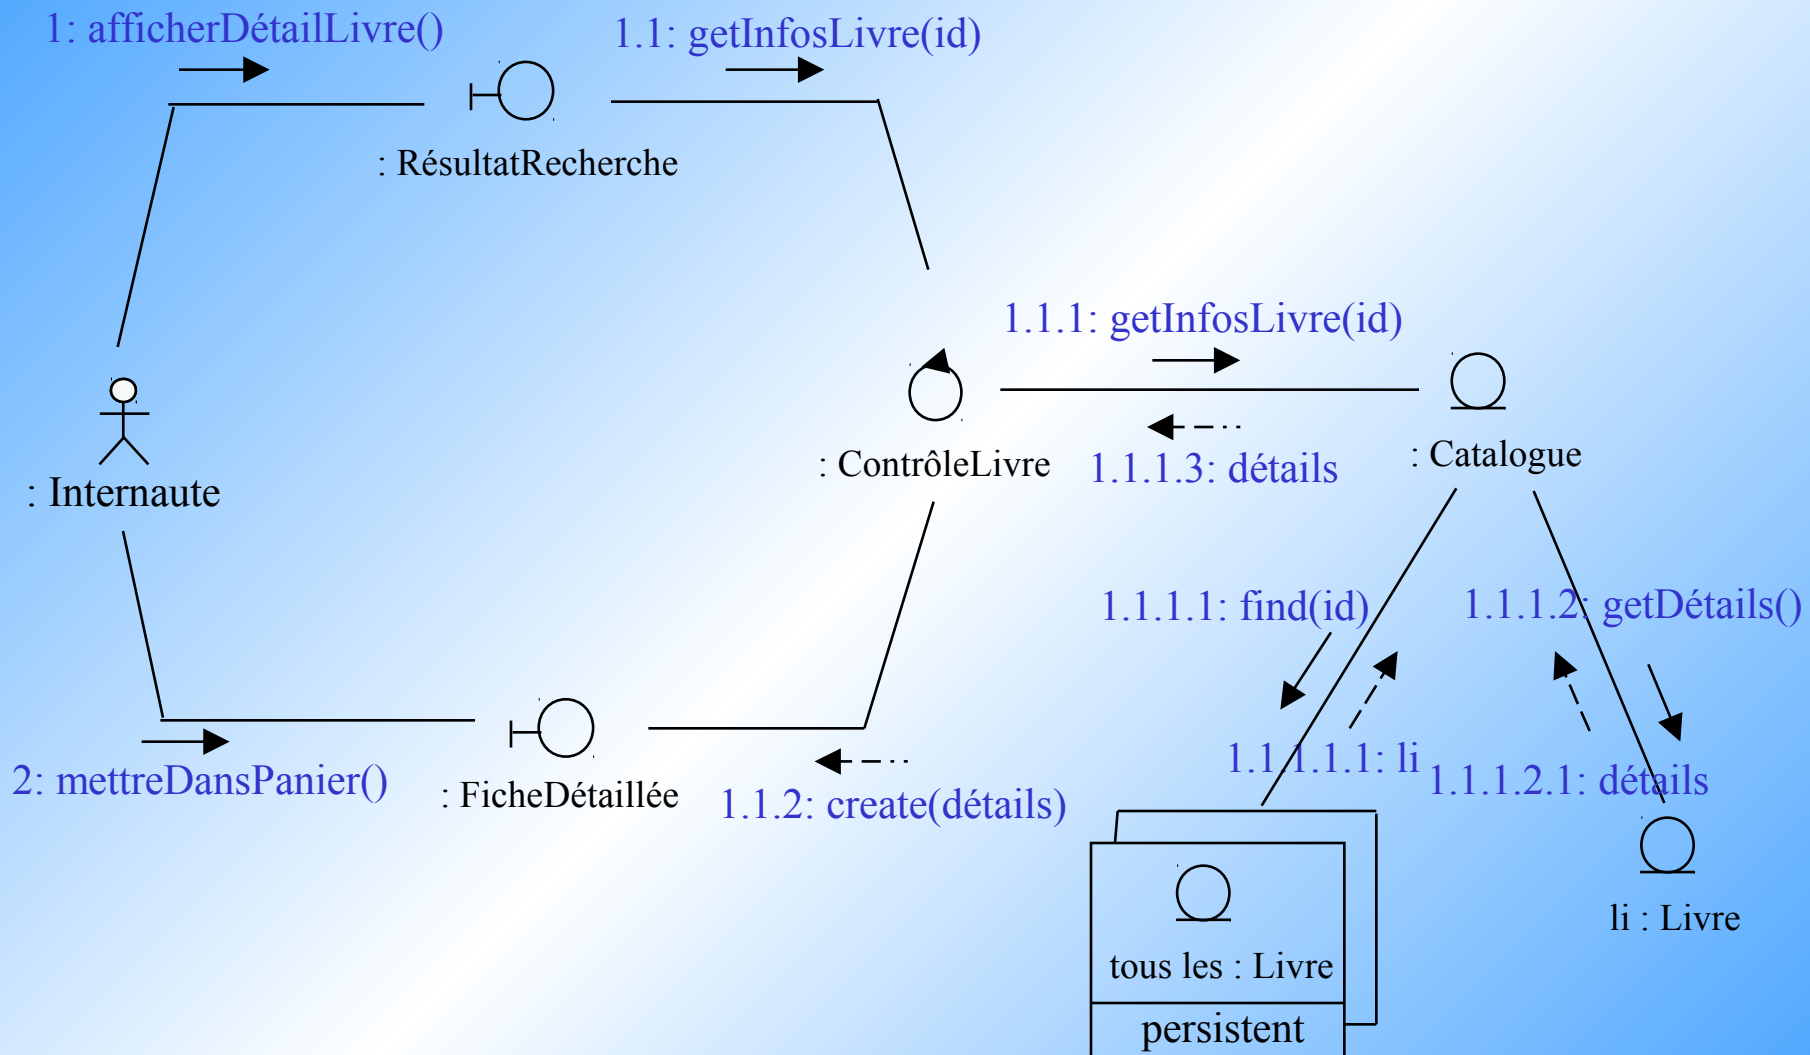 1: afficherDétailLivre()
1.1: getInfosLivre(id)
: RésultatRecherche
1.1.1: getInfosLivre(id)
: Internaute
: ContrôleLivre
1.1.1.3: détails
: Catalogue
1.1.1.1: find(id)
1.1.1.2: getDétails()
2: mettreDansPanier()
: FicheDétaillée
1.1.2: create(détails)
1.1.1.1.1: li
1.1.1.2.1: détails
li : Livre
tous les : Livre
persistent